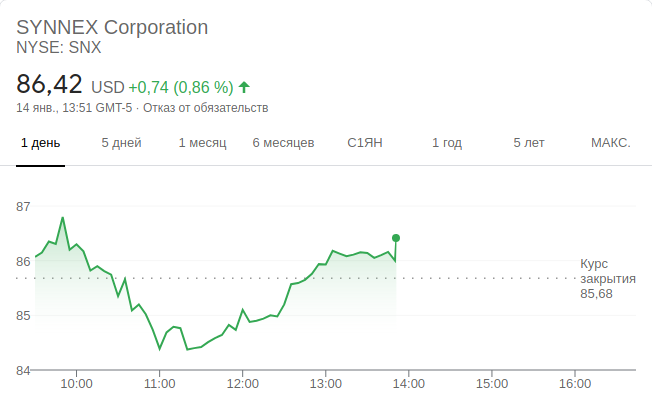 SYNNEX Corporation
NYSE: SNX
86,42 USD +0,74 (0,86 %)
14 янв., 13:51 GMT-5 · Отказ от обязательств
1 день 5 дней 1 месяц 6 месяцев С1ЯН 1 год 5 лет МАКС.
87
86
Курс
закрытия
85,68
85
84
10:00 11:00 12:00 13:00 14:00 15:00 16:00